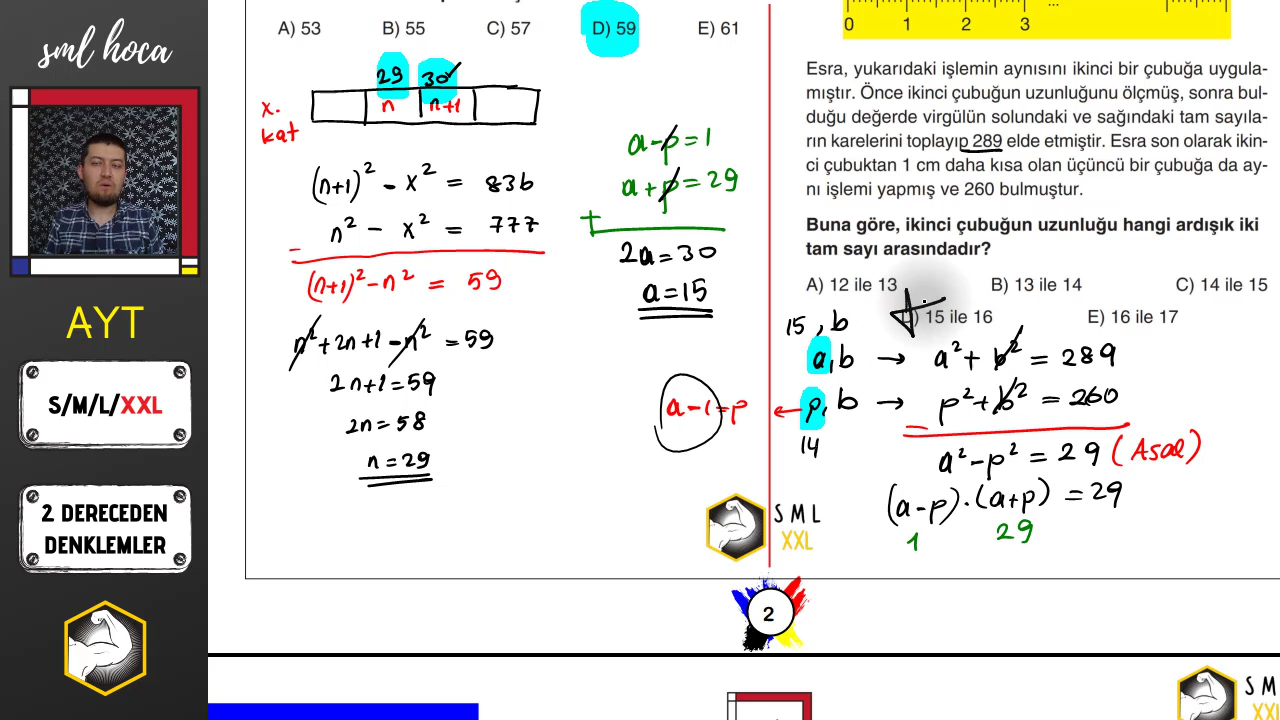 sml hoca
AYT
S/M/L/XXL
2. DERECEDEN
DENKLEMLER
A) 53 B) 55 C) 57 D) 59 E) 61
29 30
x. kat
n n+1
(n+1)² - x² = 836
n² - x² = 777
(n+1)² - n² = 59
n² + 2n + 1 - n² = 59
2n + 1 = 59
2n = 58
n = 29
a - p = 1
a + p = 29
+
2a = 30
a = 15
0 1 2 3 ...
Esra, yukarıdaki işlemin aynısını ikinci bir çubuğa uygula-
mıştır. Önce ikinci çubuğun uzunluğunu ölçmüş, sonra bul-
duğu değerde virgülün solundaki ve sağındaki tam sayıla-
rın karelerini toplayıp 289 elde etmiştir. Esra son olarak ikin-
ci çubuktan 1 cm daha kısa olan üçüncü bir çubuğa da ay-
nı işlemi yapmış ve 260 bulmuştur.
Buna göre, ikinci çubuğun uzunluğu hangi ardışık iki
tam sayı arasındadır?
A) 12 ile 13 B) 13 ile 14 C) 14 ile 15
D) 15 ile 16 E) 16 ile 17
15, b
a, b → a² + b² = 289
a - 1 = p ← p, b → p² + b² = 260
14
a² - p² = 29 (Asal)
(a - p) . (a + p) = 29
1 29
SML
XXL
2
SM
XX